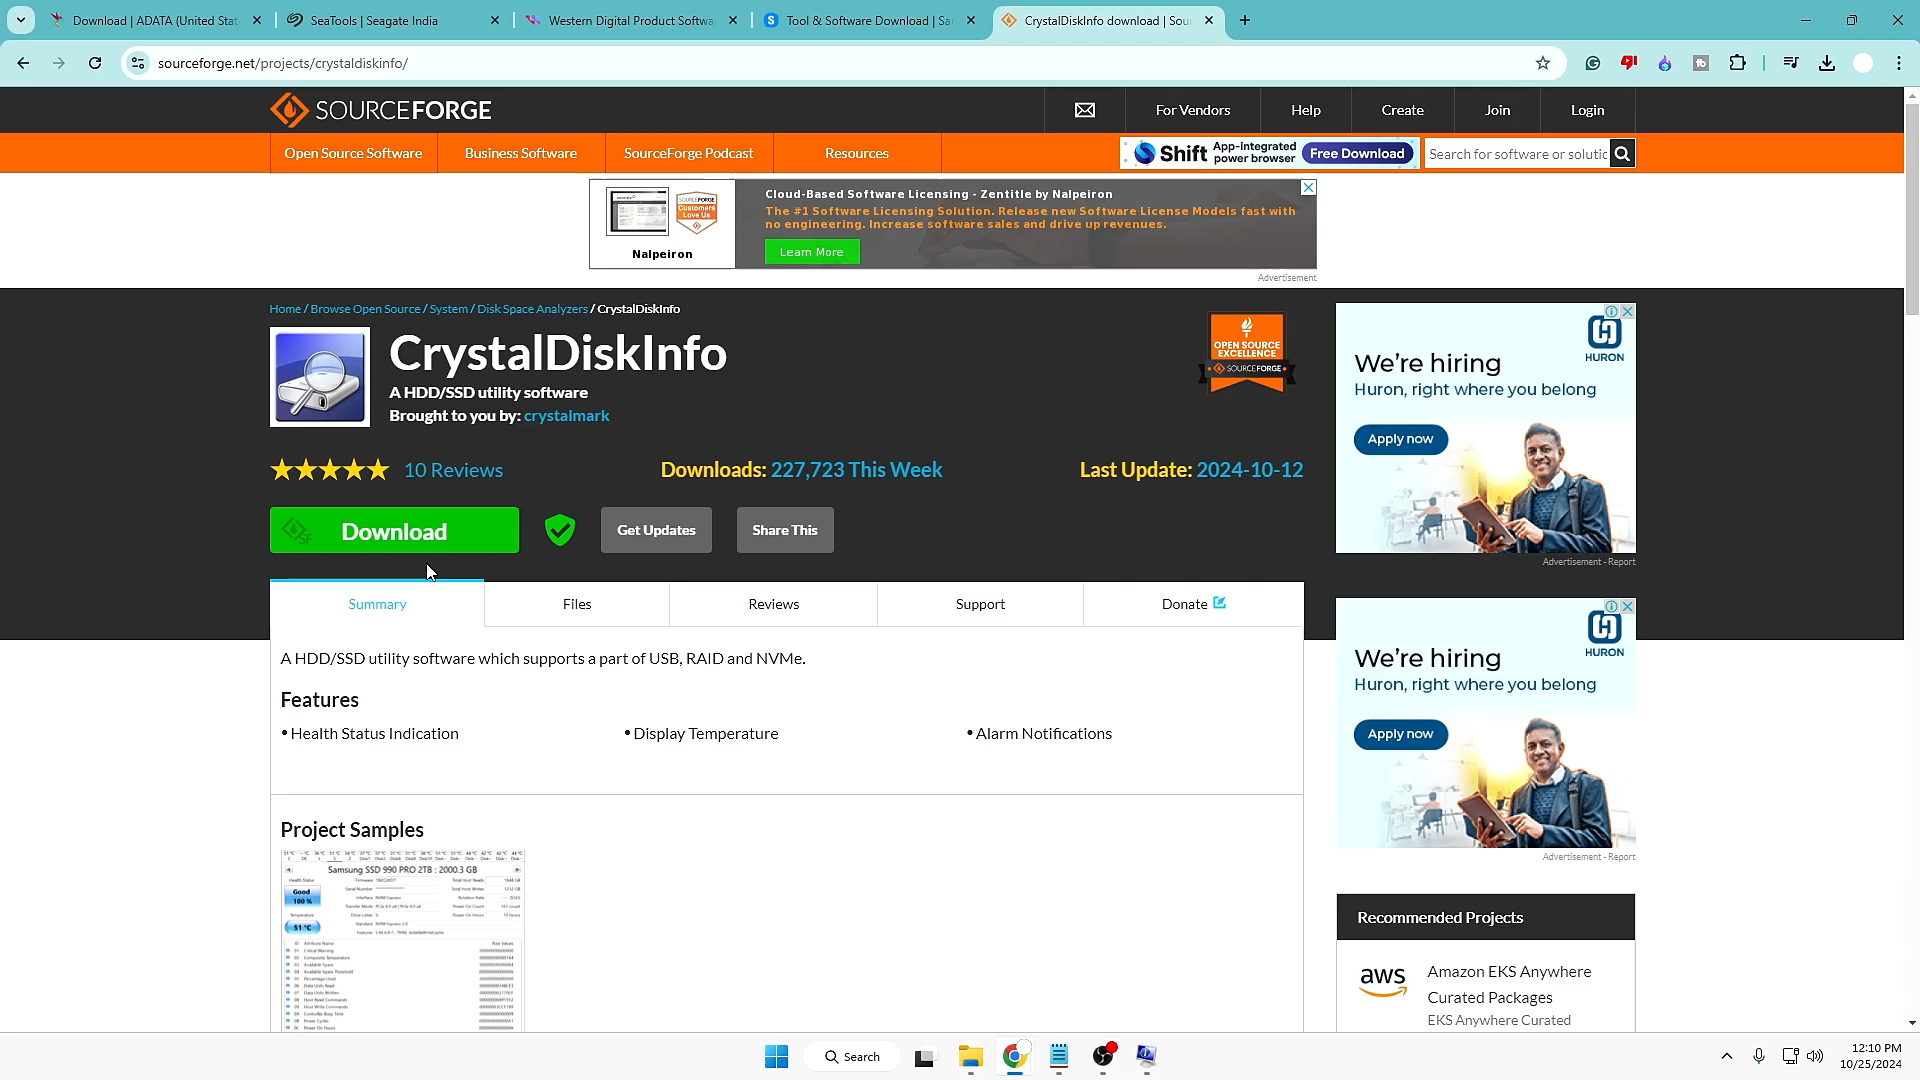 Download | ADATA (United Stat
SeaTools | Seagate India
Western Digital Product Softwa
Tool & Software Download | Sa
CrystalDiskInfo download | Sou
sourceforge.net/projects/crystaldiskinfo/
SOURCEFORGE
For Vendors
Help
Create
Join
Login
Open Source Software
Business Software
SourceForge Podcast
Resources
Shift
App-integrated
power browser
Free Download
Search for software or solutic
Cloud-Based Software Licensing - Zentitle by Nalpeiron
The #1 Software Licensing Solution. Release new Software License Models fast with
no engineering. Increase software sales and drive up revenues.
SOURCEFORGE
Customers
Love Us
Nalpeiron
Learn More
Advertisement
Home / Browse Open Source / System / Disk Space Analyzers / CrystalDiskInfo
CrystalDiskInfo
A HDD/SSD utility software
Brought to you by: crystalmark
OPEN SOURCE
EXCELLENCE
SOURCEFORGE
10 Reviews
Downloads: 227,723 This Week
Last Update: 2024-10-12
SF
Download
Get Updates
Share This
HURON
We're hiring
Huron, right where you belong
Apply now
Advertisement - Report
Summary
Files
Reviews
Support
Donate
A HDD/SSD utility software which supports a part of USB, RAID and NVMe.
Features
• Health Status Indication
• Display Temperature
• Alarm Notifications
HURON
We're hiring
Huron, right where you belong
Apply now
Advertisement - Report
Project Samples
Samsung SSD 990 PRO 2TB : 2000.3 GB
Health Status
Good
100 %
Temperature
51 °C
Recommended Projects
aws
Amazon EKS Anywhere
Curated Packages
EKS Anywhere Curated
Search
12:10 PM
10/25/2024